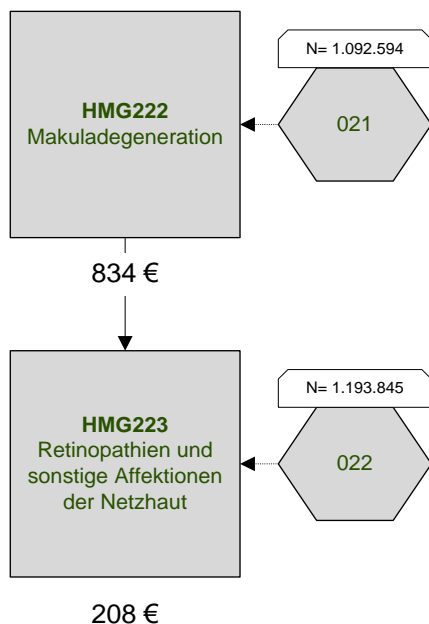 N= 1.092.594
HMG222
Makuladegeneration
021
834 €
N= 1.193.845
HMG223
Retinopathien und
sonstige Affektionen
der Netzhaut
022
208 €